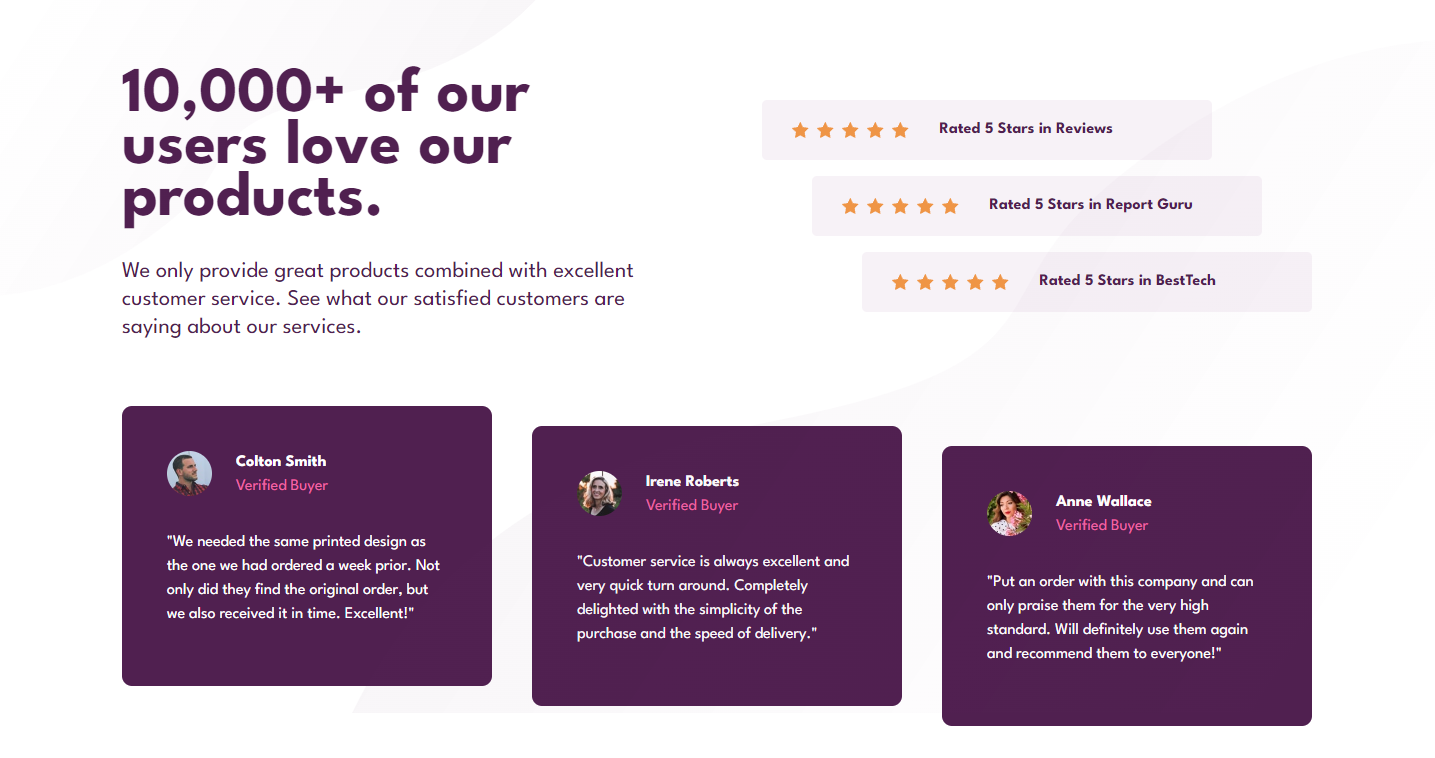 10,000+ of our
users love our
products.
We only provide great products combined with excellent
customer service. See what our satisfied customers are
saying about our services.
Rated 5 Stars in Reviews
Rated 5 Stars in Report Guru
Rated 5 Stars in BestTech
Colton Smith
Verified Buyer
"We needed the same printed design as
the one we had ordered a week prior. Not
only did they find the original order, but
we also received it in time. Excellent!"
Irene Roberts
Verified Buyer
"Customer service is always excellent and
very quick turn around. Completely
delighted with the simplicity of the
purchase and the speed of delivery."
Anne Wallace
Verified Buyer
"Put an order with this company and can
only praise them for the very high
standard. Will definitely use them again
and recommend them to everyone!"